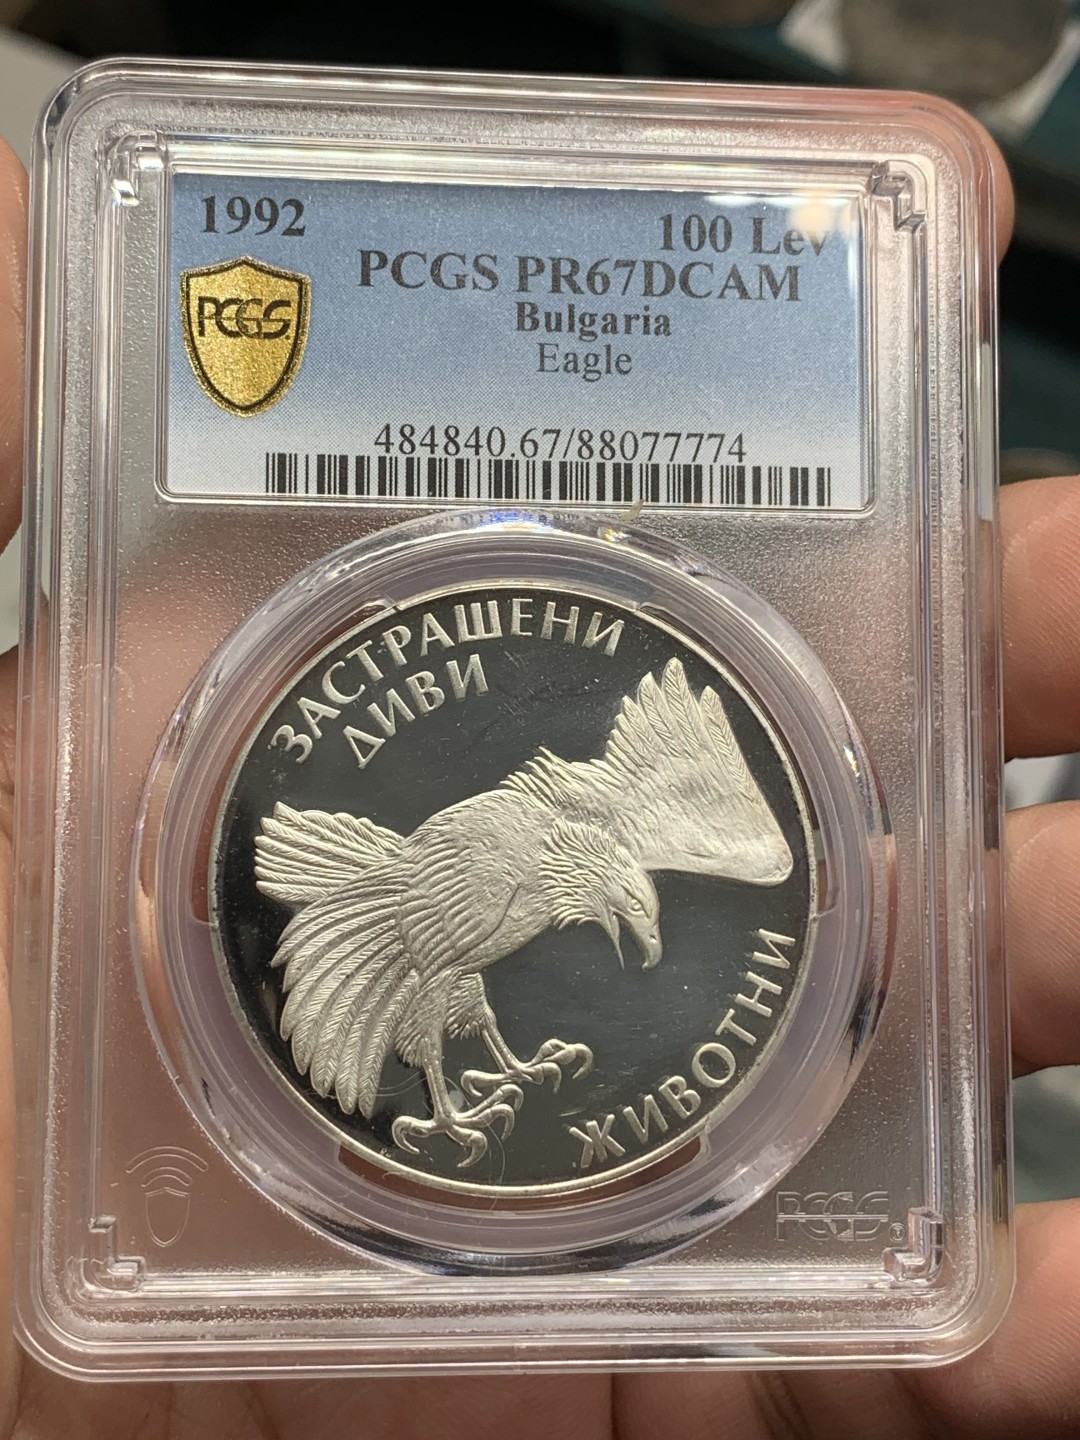 1992
100 Lev
PCGS PR67DCAM
Bulgaria
Eagle
PCGS
484840.67/88077774
ЗАСТРАШЕНИ
ДИВИ
ЖИВОТНИ
PCGS